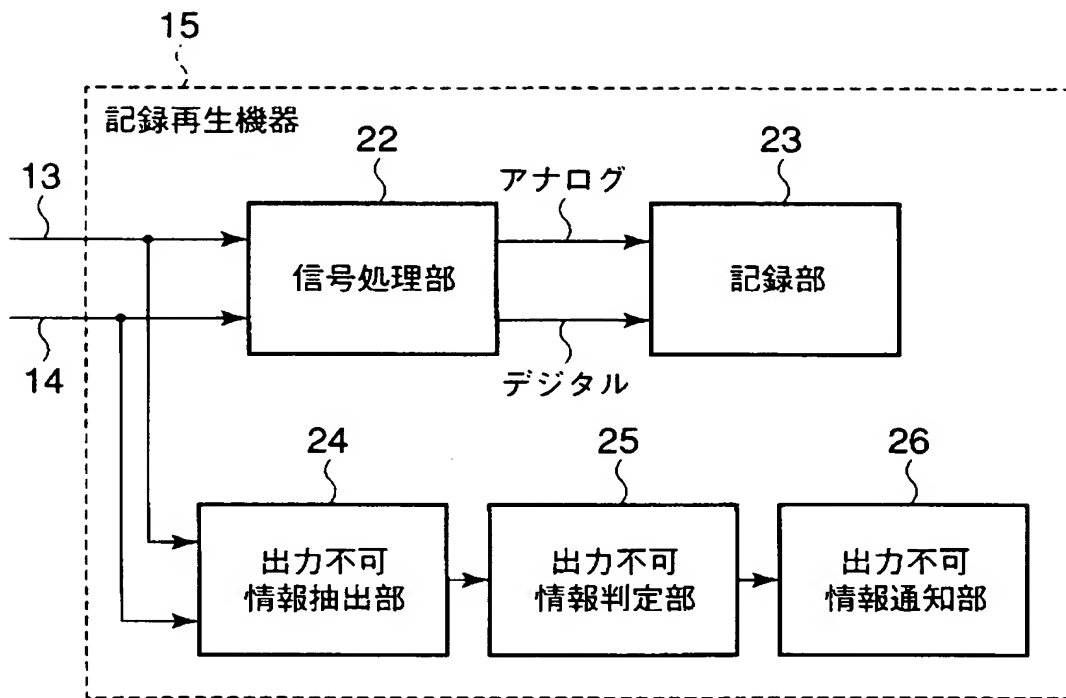 15
記録再生機器
22
23
13
アナログ
信号処理部
記録部
14
デジタル
24
25
26
出力不可
情報抽出部
出力不可
情報判定部
出力不可
情報通知部